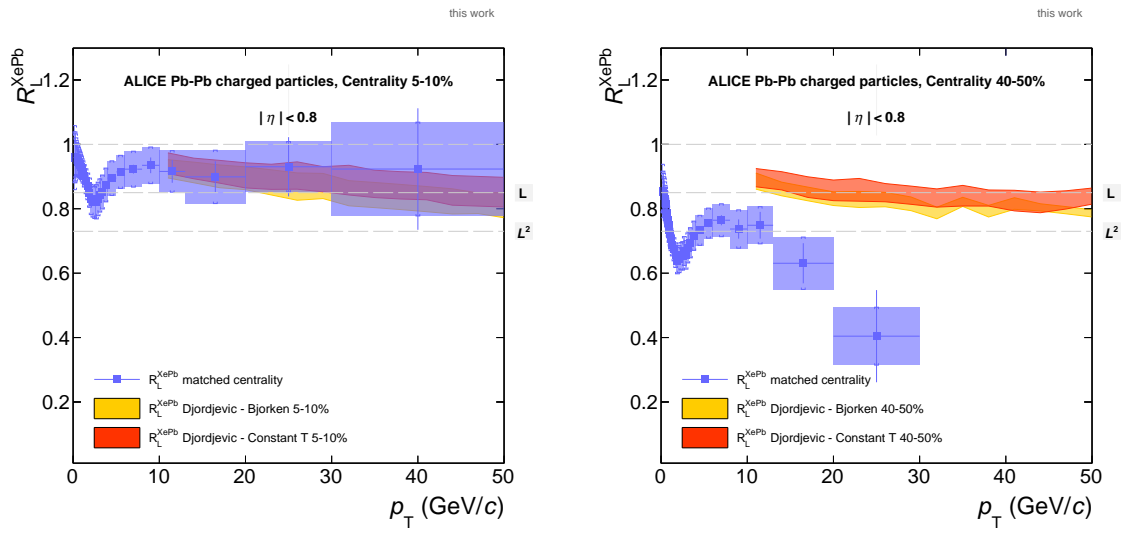 this work
R_L^XePb
ALICE Pb-Pb charged particles, Centrality 5-10%
| η | < 0.8
1.2
1
0.8
0.6
0.4
0.2
L
L²
R_L^XePb matched centrality
R_L^XePb Djordjevic - Bjorken 5-10%
R_L^XePb Djordjevic - Constant T 5-10%
0 10 20 30 40 50
p_T (GeV/c)
this work
R_L^XePb
ALICE Pb-Pb charged particles, Centrality 40-50%
| η | < 0.8
1.2
1
0.8
0.6
0.4
0.2
L
L²
R_L^XePb matched centrality
R_L^XePb Djordjevic - Bjorken 40-50%
R_L^XePb Djordjevic - Constant T 40-50%
0 10 20 30 40 50
p_T (GeV/c)